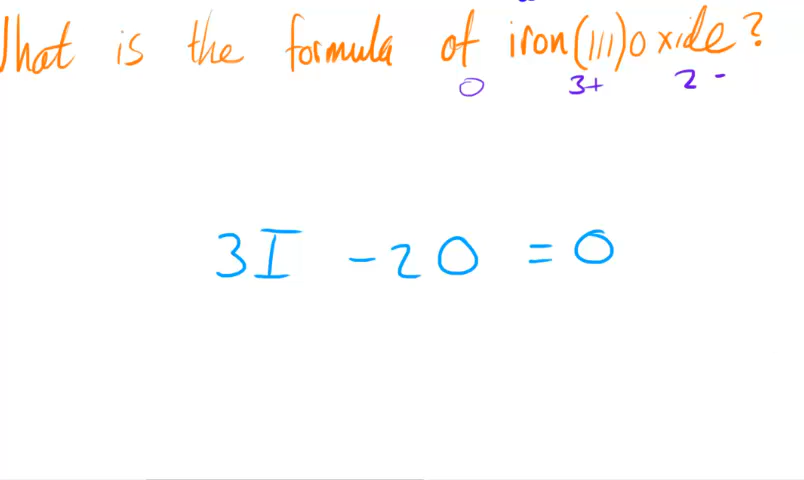 What is the formula of iron(III)oxide?
0 3+ 2-
3I - 2O = 0